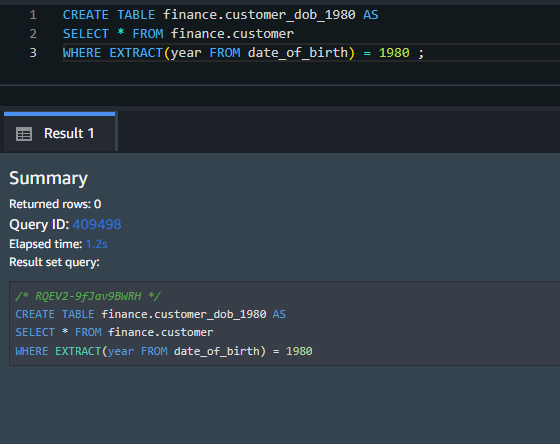 1 CREATE TABLE finance.customer_dob_1980 AS
2 SELECT * FROM finance.customer
3 WHERE EXTRACT(year FROM date_of_birth) = 1980 ;
Result 1
Summary
Returned rows: 0
Query ID: 409498
Elapsed time: 1.2s
Result set query:
/* RQEV2-9fJav9BWRH */
CREATE TABLE finance.customer_dob_1980 AS
SELECT * FROM finance.customer
WHERE EXTRACT(year FROM date_of_birth) = 1980